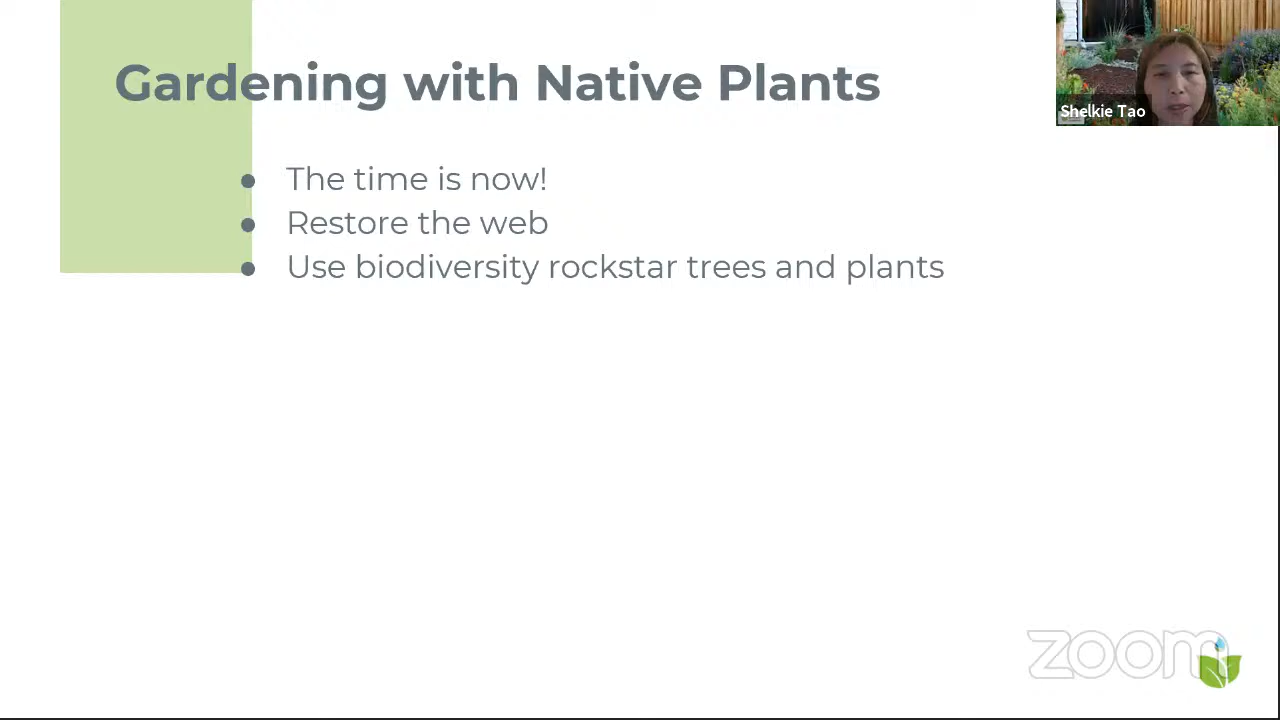 Gardening with Native Plants
Shelkie Tao
● The time is now!
● Restore the web
● Use biodiversity rockstar trees and plants
zoom